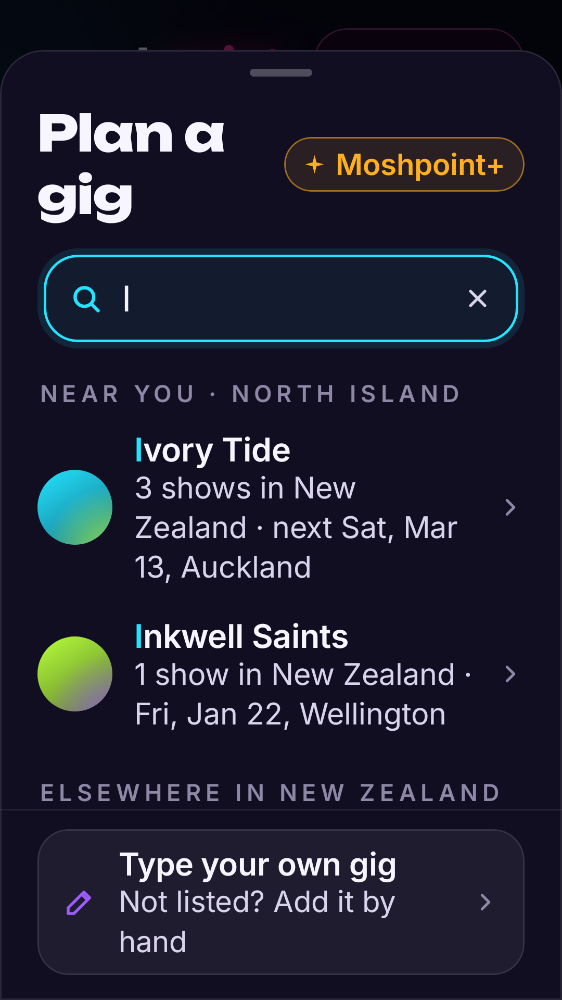 Plan a
gig
Moshpoint+
I
NEAR YOU · NORTH ISLAND
Ivory Tide
3 shows in New
Zealand · next Sat, Mar
13, Auckland
Inkwell Saints
1 show in New Zealand ·
Fri, Jan 22, Wellington
ELSEWHERE IN NEW ZEALAND
Type your own gig
Not listed? Add it by
hand